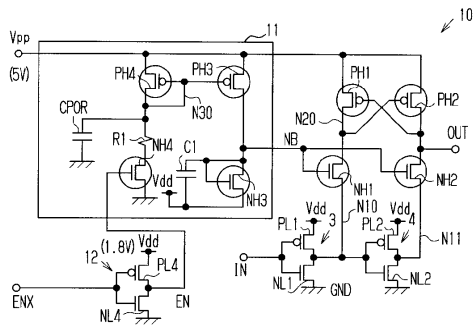 10
11
Vpp
(5V)
PH4
PH3
PH1
PH2
N30
N20
CPOR
R1
NH4
C1
Vdd
NH3
NB
OUT
NH1
NH2
N10
N11
Vdd
PL1
3
Vdd
PL2
4
12
(1.8V)
Vdd
PL4
IN
NL1
GND
NL2
ENX
EN
NL4